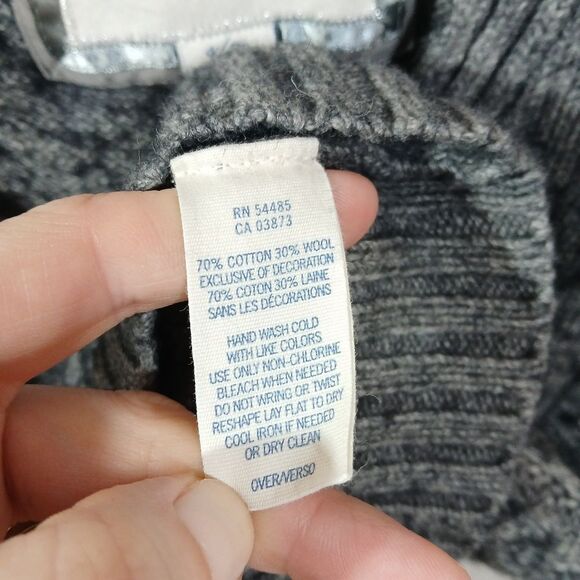 RN 54485
CA 03873
70% COTTON 30% WOOL
EXCLUSIVE OF DECORATION
70% COTON 30% LAINE
SANS LES DÉCORATIONS
HAND WASH COLD
WITH LIKE COLORS
USE ONLY NON-CHLORINE
BLEACH WHEN NEEDED
DO NOT WRING OR TWIST
RESHAPE LAY FLAT TO DRY
COOL IRON IF NEEDED
OR DRY CLEAN
OVER/VERSO